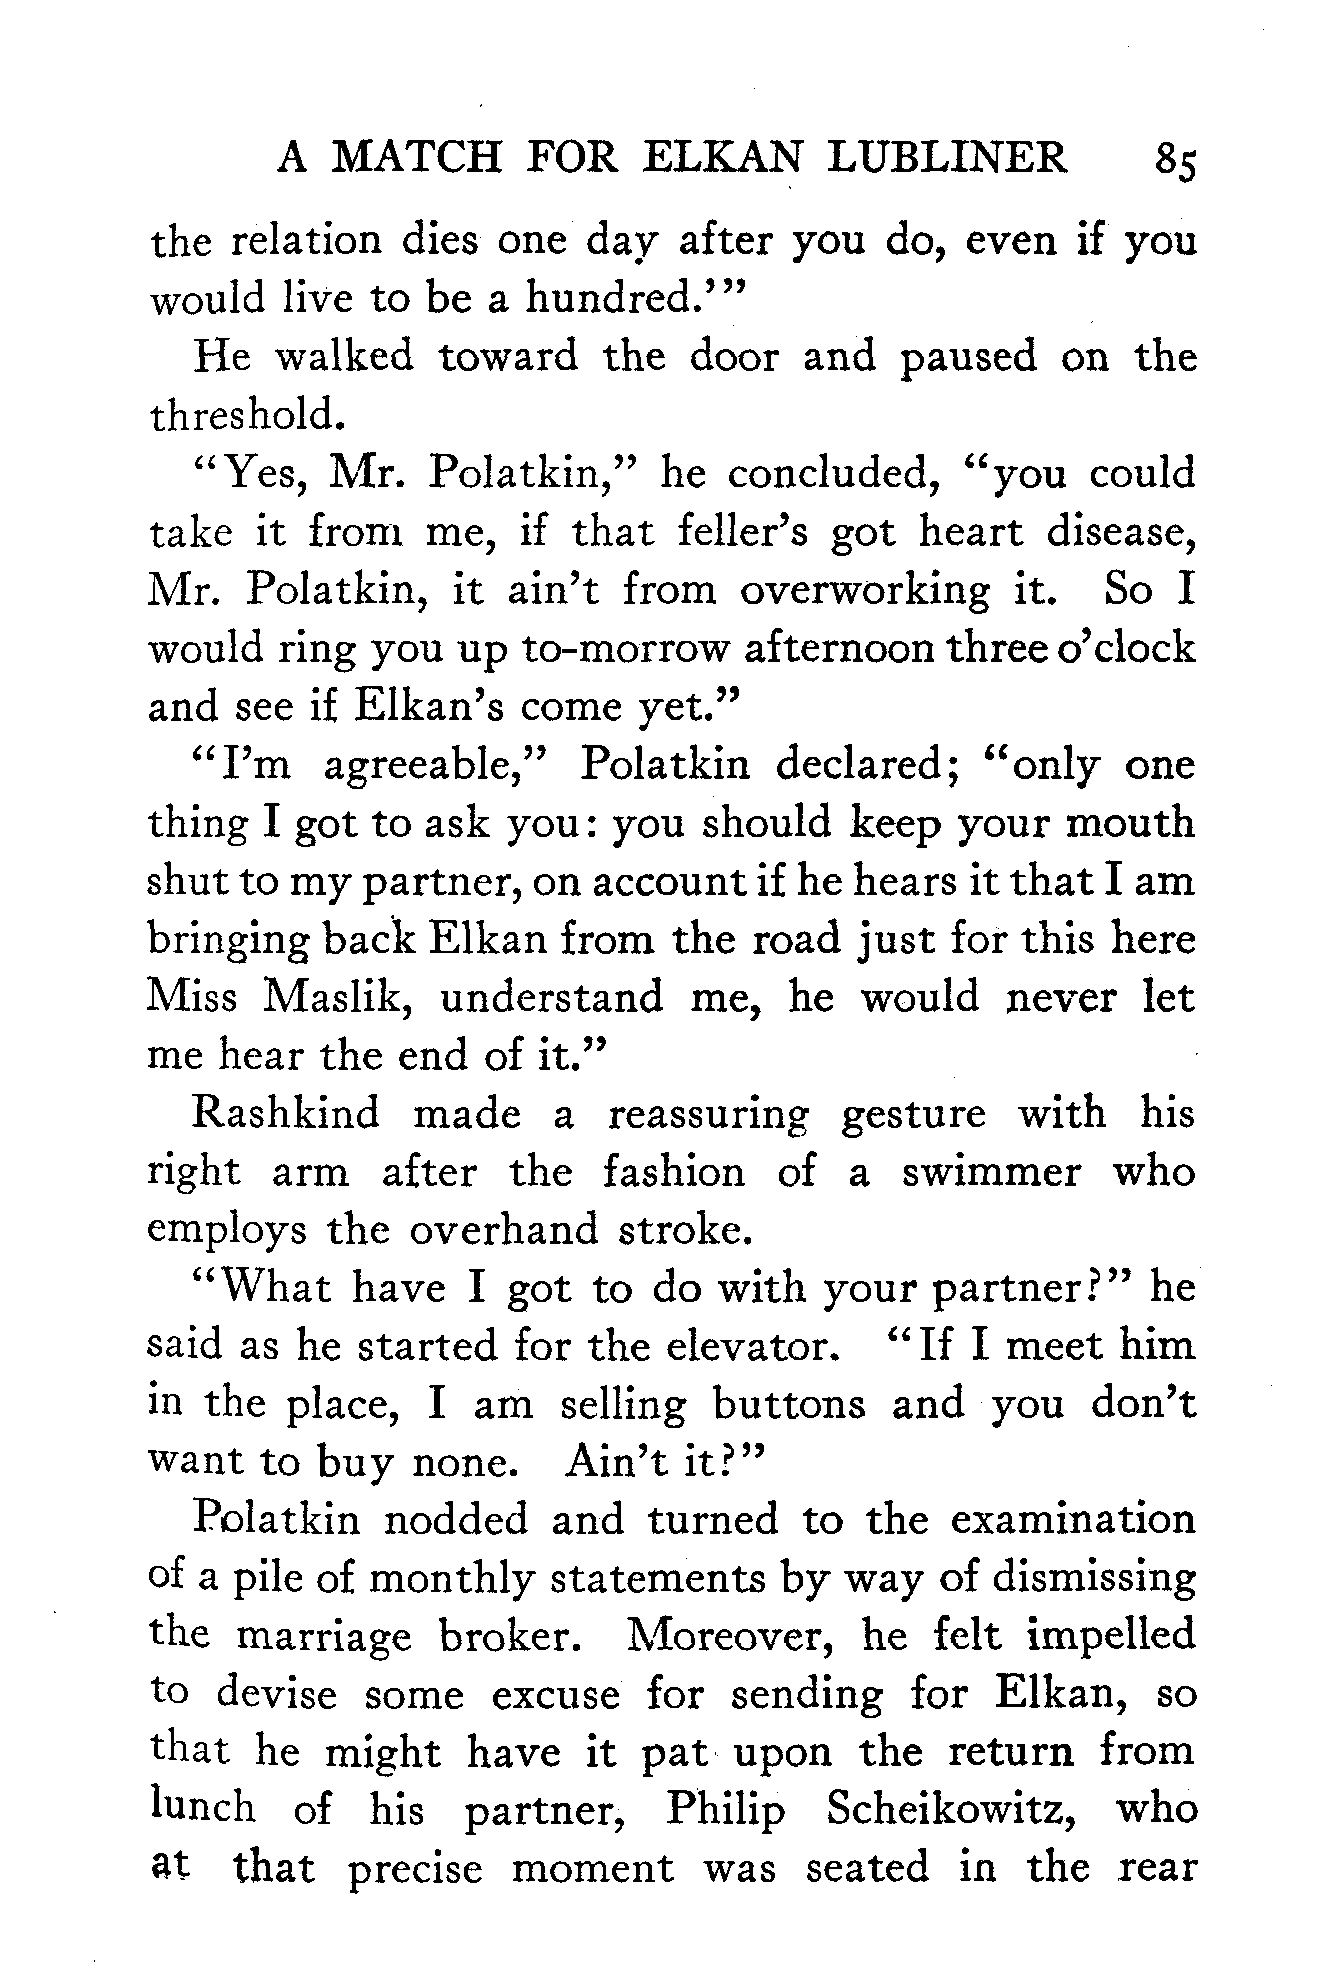 A MATCH FOR ELKAN LUBLINER 85
the relation dies one day after you do, even if you
would live to be a hundred.'"
He walked toward the door and paused on the
threshold.
"Yes, Mr. Polatkin," he concluded, "you could
take it from me, if that feller's got heart disease,
Mr. Polatkin, it ain't from overworking it. So I
would ring you up to-morrow afternoon three o'clock
and see if Elkan's come yet."
"I'm agreeable," Polatkin declared; "only one
thing I got to ask you: you should keep your mouth
shut to my partner, on account if he hears it that I am
bringing back Elkan from the road just for this here
Miss Maslik, understand me, he would never let
me hear the end of it."
Rashkind made a reassuring gesture with his
right arm after the fashion of a swimmer who
employs the overhand stroke.
"What have I got to do with your partner?" he
said as he started for the elevator. "If I meet him
in the place, I am selling buttons and you don't
want to buy none. Ain't it?"
Polatkin nodded and turned to the examination
of a pile of monthly statements by way of dismissing
the marriage broker. Moreover, he felt impelled
to devise some excuse for sending for Elkan, so
that he might have it pat upon the return from
lunch of his partner, Philip Scheikowitz, who
at that precise moment was seated in the rear